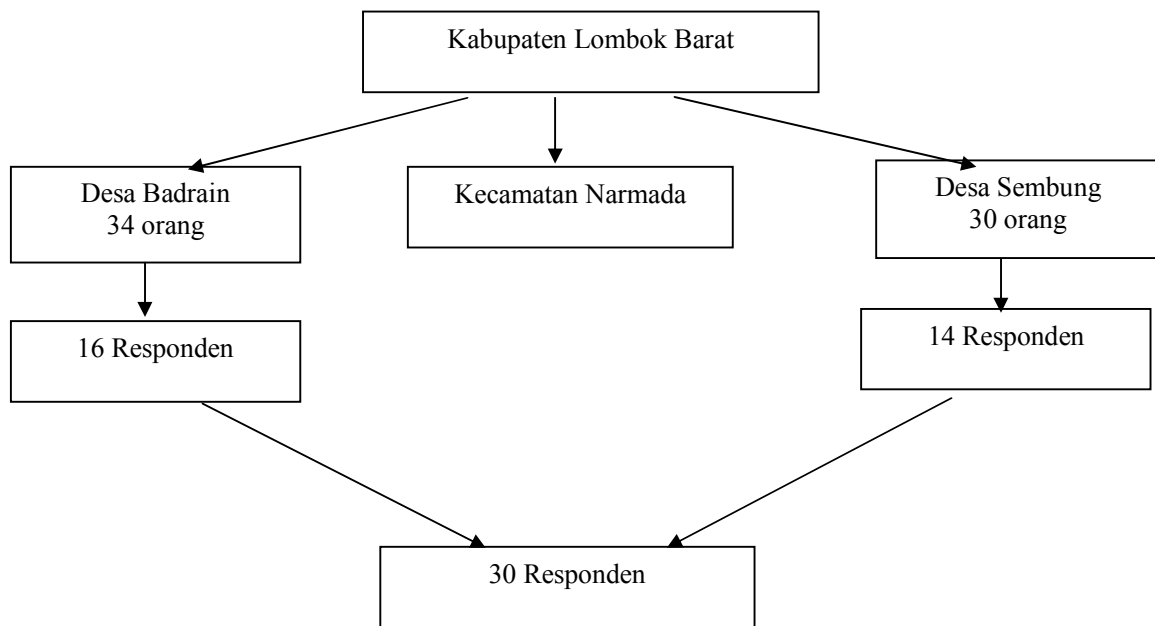 Kabupaten Lombok Barat
Desa Badrain
34 orang
Kecamatan Narmada
Desa Sembung
30 orang
16 Responden
14 Responden
30 Responden